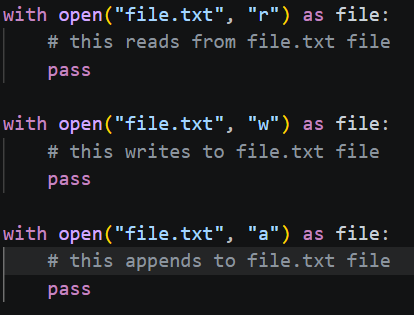 with open("file.txt", "r") as file:
    # this reads from file.txt file
    pass

with open("file.txt", "w") as file:
    # this writes to file.txt file
    pass

with open("file.txt", "a") as file:
    # this appends to file.txt file
    pass